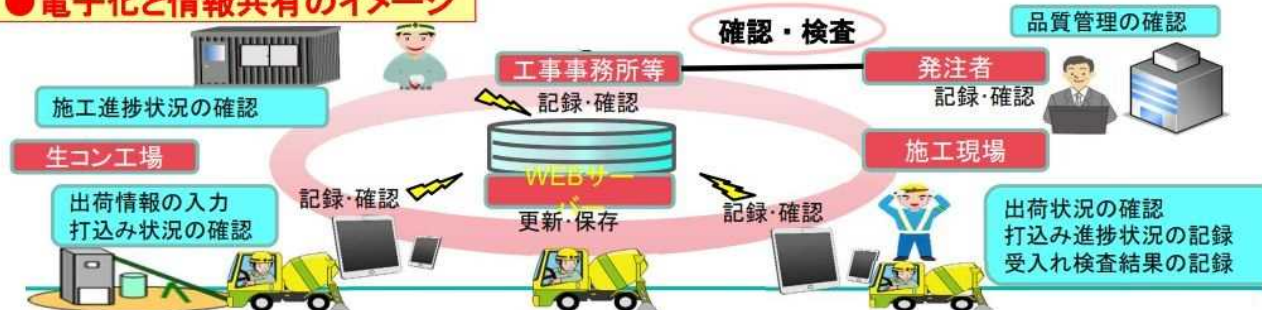 ●電子化と情報共有のイメージ
確認・検査
品質管理の確認
工事事務所等
発注者
記録・確認
記録・確認
施工進捗状況の確認
生コン工場
施工現場
WEBサーバー
出荷情報の入力
打込み状況の確認
記録・確認
更新・保存
記録・確認
出荷状況の確認
打込み進捗状況の記録
受入れ検査結果の記録